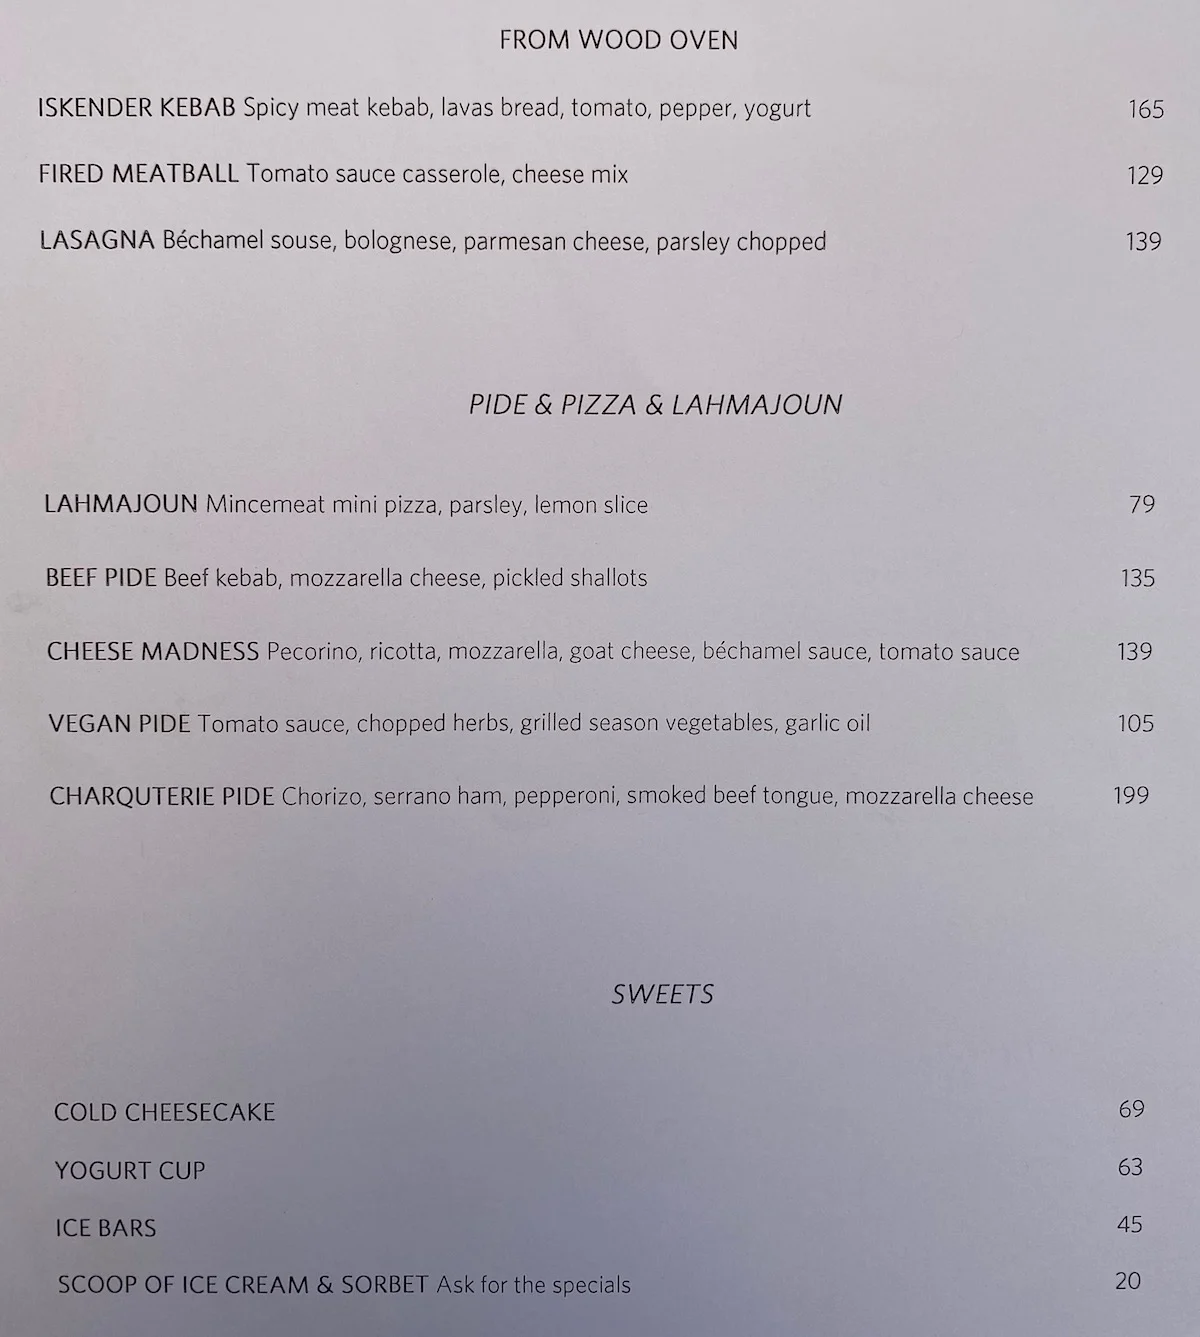 FROM WOOD OVEN
ISKENDER KEBAB Spicy meat kebab, lavas bread, tomato, pepper, yogurt 165
FIRED MEATBALL Tomato sauce casserole, cheese mix 129
LASAGNA Béchamel souse, bolognese, parmesan cheese, parsley chopped 139
PIDE & PIZZA & LAHMAJOUN
LAHMAJOUN Mincemeat mini pizza, parsley, lemon slice 79
BEEF PIDE Beef kebab, mozzarella cheese, pickled shallots 135
CHEESE MADNESS Pecorino, ricotta, mozzarella, goat cheese, béchamel sauce, tomato sauce 139
VEGAN PIDE Tomato sauce, chopped herbs, grilled season vegetables, garlic oil 105
CHARQUTERIE PIDE Chorizo, serrano ham, pepperoni, smoked beef tongue, mozzarella cheese 199
SWEETS
COLD CHEESECAKE 69
YOGURT CUP 63
ICE BARS 45
SCOOP OF ICE CREAM & SORBET Ask for the specials 20